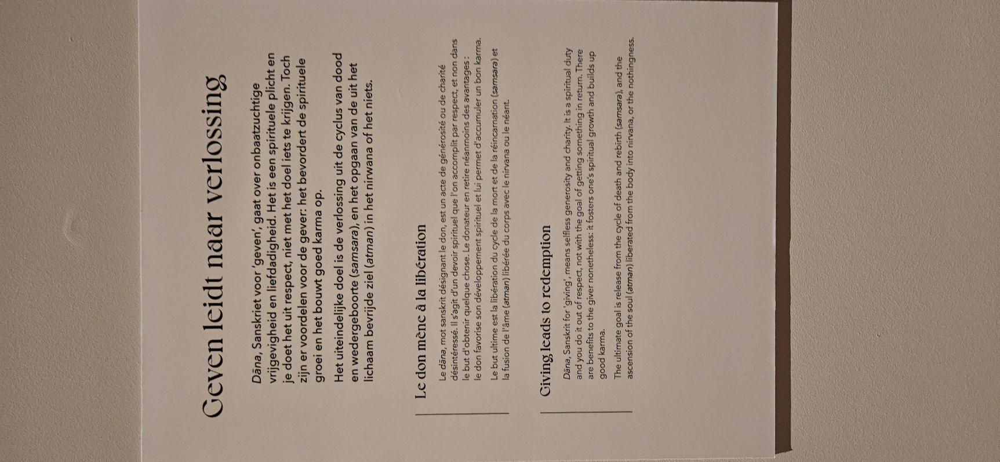 Geven leidt naar verlossing
Dāna, Sanskriet voor ‘geven’, gaat over onbaatzuchtige
vrijgevigheid en liefdadigheid. Het is een spirituele plicht en
je doet het uit respect, niet met het doel iets te krijgen. Toch
zijn er voordelen voor de gever: het bevordert de spirituele
groei en het bouwt goed karma op.
Het uiteindelijke doel is de verlossing uit de cyclus van dood
en wedergeboorte (samsara), en het opgaan van de uit het
lichaam bevrijde ziel (atman) in het nirwana of het niets.
Le don mène à la libération
Le dāna, mot sanskrit désignant le don, est un acte de générosité ou de charité
désintéressé. Il s’agit d’un devoir spirituel que l’on accomplit par respect, et non dans
le but d’obtenir quelque chose. Le donateur en retire néanmoins des avantages :
le don favorise son développement spirituel et lui permet d’accumuler un bon karma.
Le but ultime est la libération du cycle de la mort et de la réincarnation (samsara) et
la fusion de l’âme (atman) libérée du corps avec le nirvana ou le néant.
Giving leads to redemption
Dāna, Sanskrit for ‘giving’, means selfless generosity and charity. It is a spiritual duty
and you do it out of respect, not with the goal of getting something in return. There
are benefits to the giver nonetheless: it fosters one’s spiritual growth and builds up
good karma.
The ultimate goal is release from the cycle of death and rebirth (samsara), and the
ascension of the soul (atman) liberated from the body into nirvana, or the nothingness.